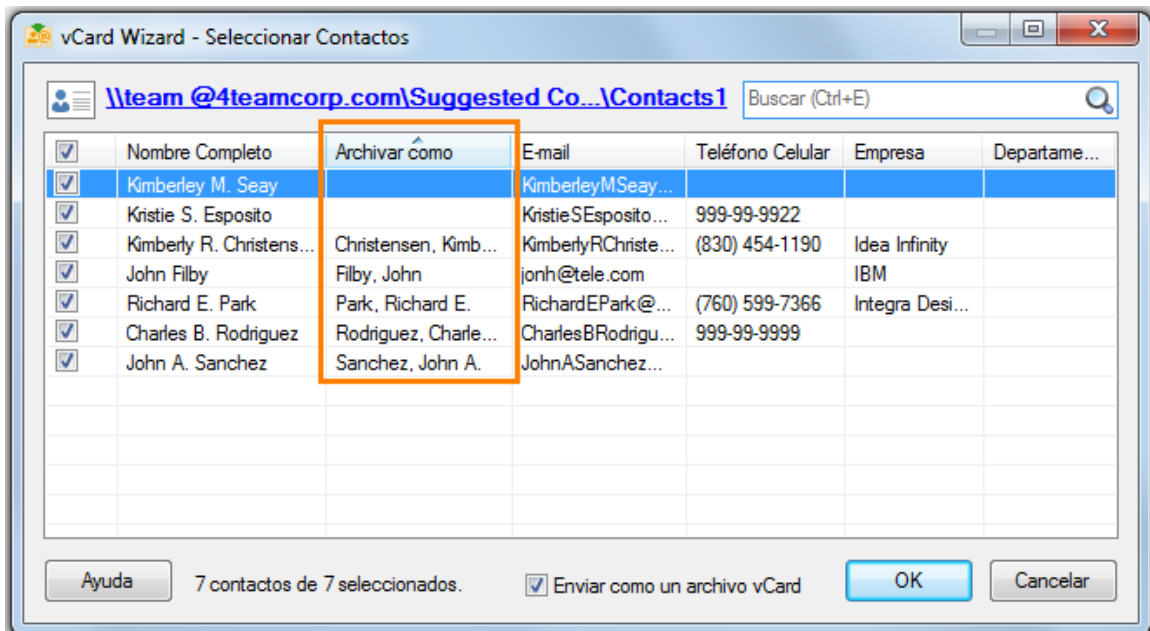 vCard Wizard - Seleccionar Contactos
\\team @4teamcorp.com\Suggested Co...\Contacts1 Buscar (Ctrl+E)
Nombre Completo Archivar como E-mail Teléfono Celular Empresa Departame...
Kimberley M. Seay KimberleyMSeay...
Kristie S. Esposito KristieSEsposito... 999-99-9922
Kimberly R. Christens... Christensen, Kimb... KimberlyRChriste... (830) 454-1190 Idea Infinity
John Filby Filby, John jonh@tele.com IBM
Richard E. Park Park, Richard E. RichardEPark@... (760) 599-7366 Integra Desi...
Charles B. Rodriguez Rodriguez, Charle... CharlesBRodrigu... 999-99-9999
John A. Sanchez Sanchez, John A. JohnASanchez...
Ayuda 7 contactos de 7 seleccionados. Enviar como un archivo vCard OK Cancelar